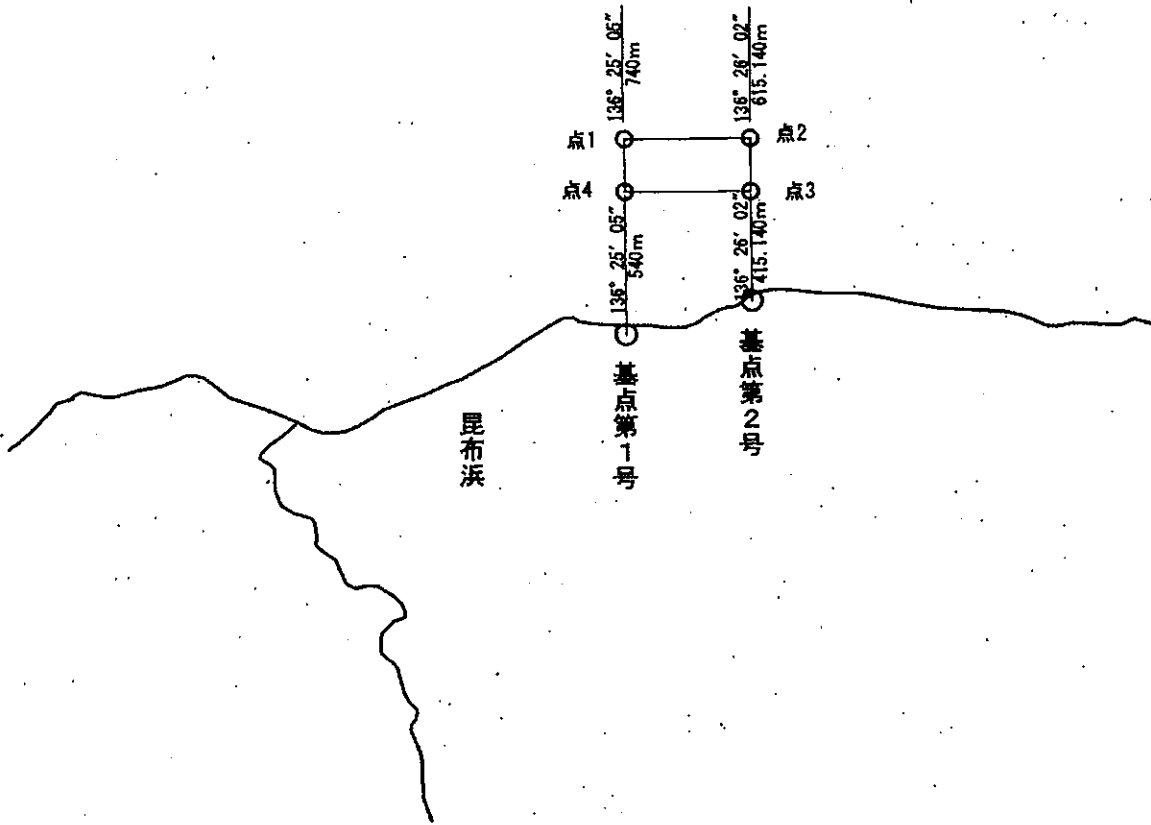 136° 25′ 05″
740m
136° 26′ 02″
615.140m
点1
点2
点4
点3
136° 25′ 05″
540m
136° 26′ 02″
415.140m
基点第1号
基点第2号
昆布浜